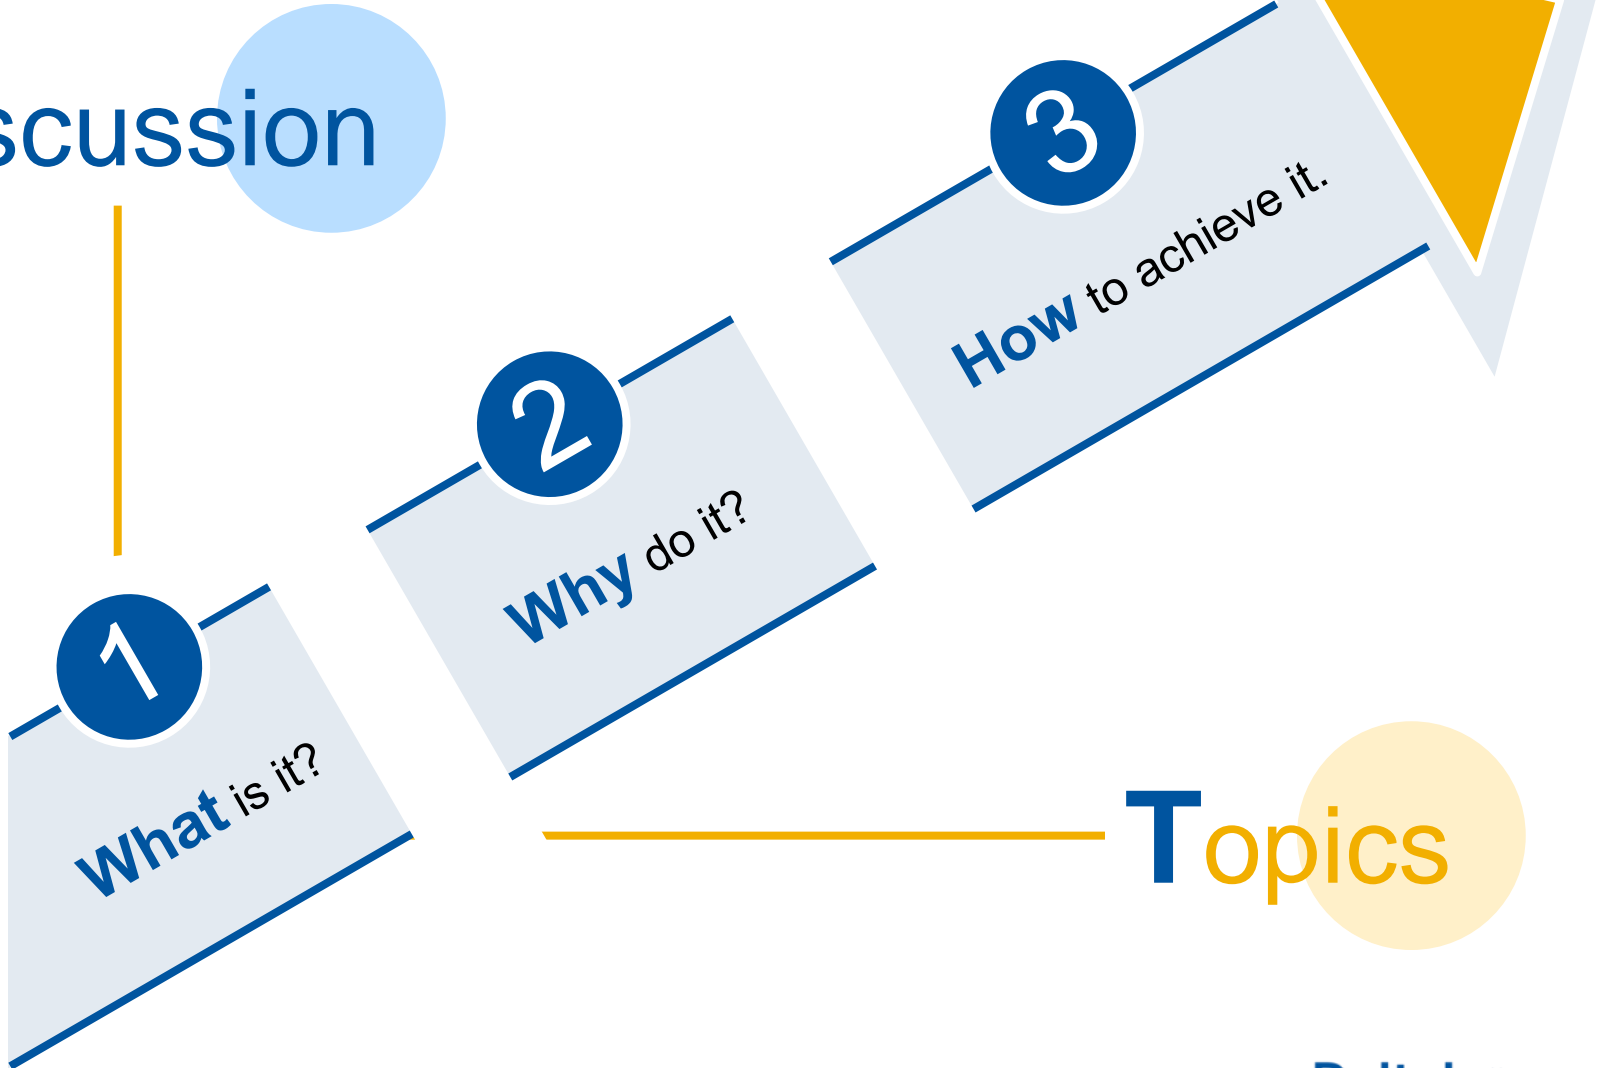 scussion
3
How to achieve it.
2
Why do it?
1
What is it?
Topics